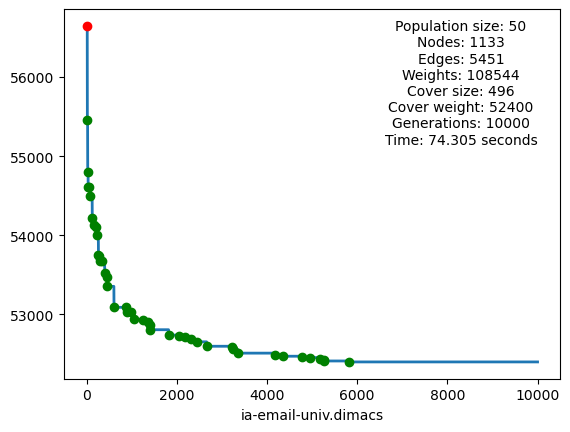 Population size: 50
Nodes: 1133
Edges: 5451
Weights: 108544
Cover size: 496
Cover weight: 52400
Generations: 10000
Time: 74.305 seconds
56000
55000
54000
53000
0 2000 4000 6000 8000 10000
ia-email-univ.dimacs